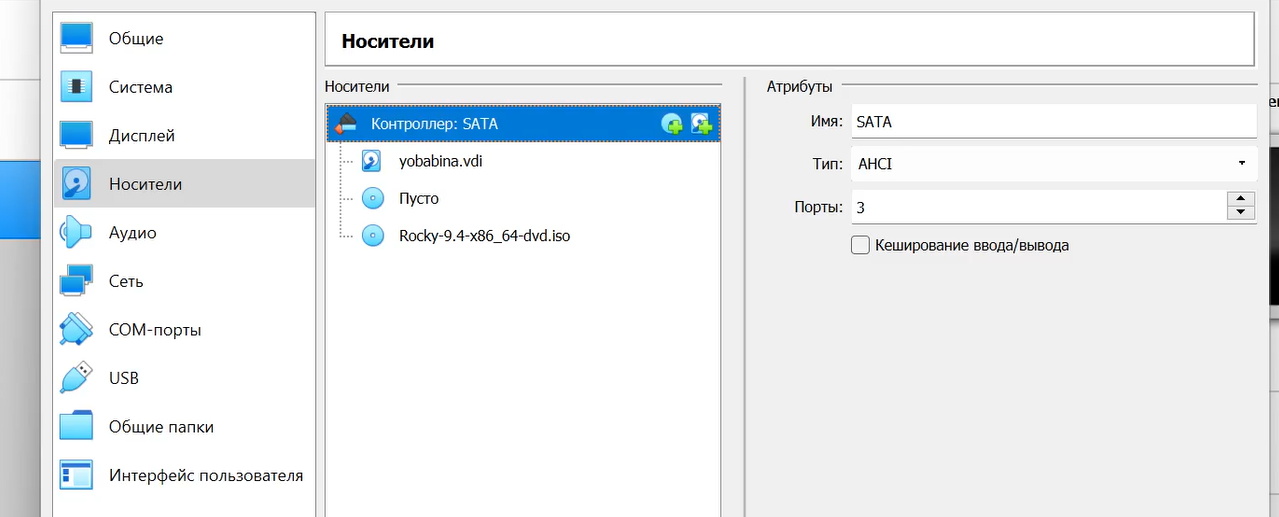 Общие
Система
Дисплей
Носители
Аудио
Сеть
COM-порты
USB
Общие папки
Интерфейс пользователя
Носители
Носители
Контроллер: SATA
yobabina.vdi
Пусто
Rocky-9.4-x86_64-dvd.iso
Атрибуты
Имя: SATA
Тип: AHCI
Порты: 3
Кеширование ввода/вывода